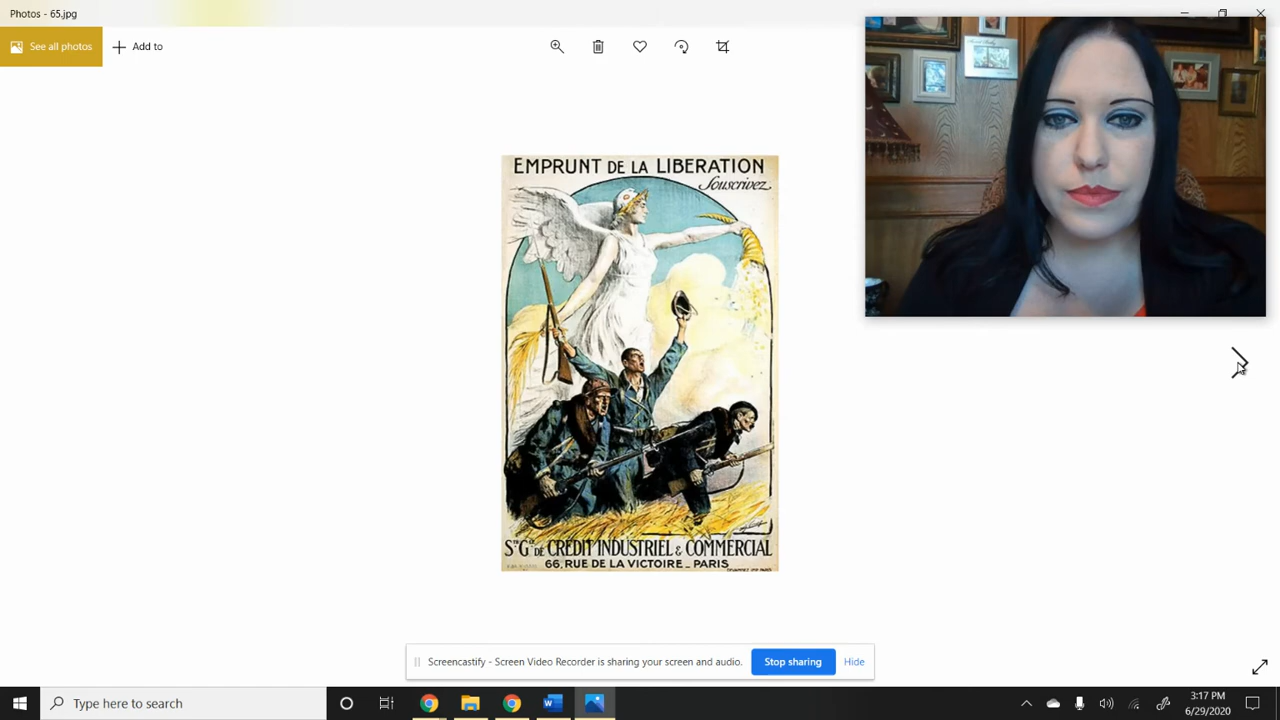 Photos - 65.jpg
See all photos
Add to
EMPRUNT DE LA LIBERATION
Souscrivez
Sté Gle DE CRÉDIT INDUSTRIEL & COMMERCIAL
66, RUE DE LA VICTOIRE _ PARIS
Screencastify - Screen Video Recorder is sharing your screen and audio.
Stop sharing
Hide
Type here to search
3:17 PM
6/29/2020